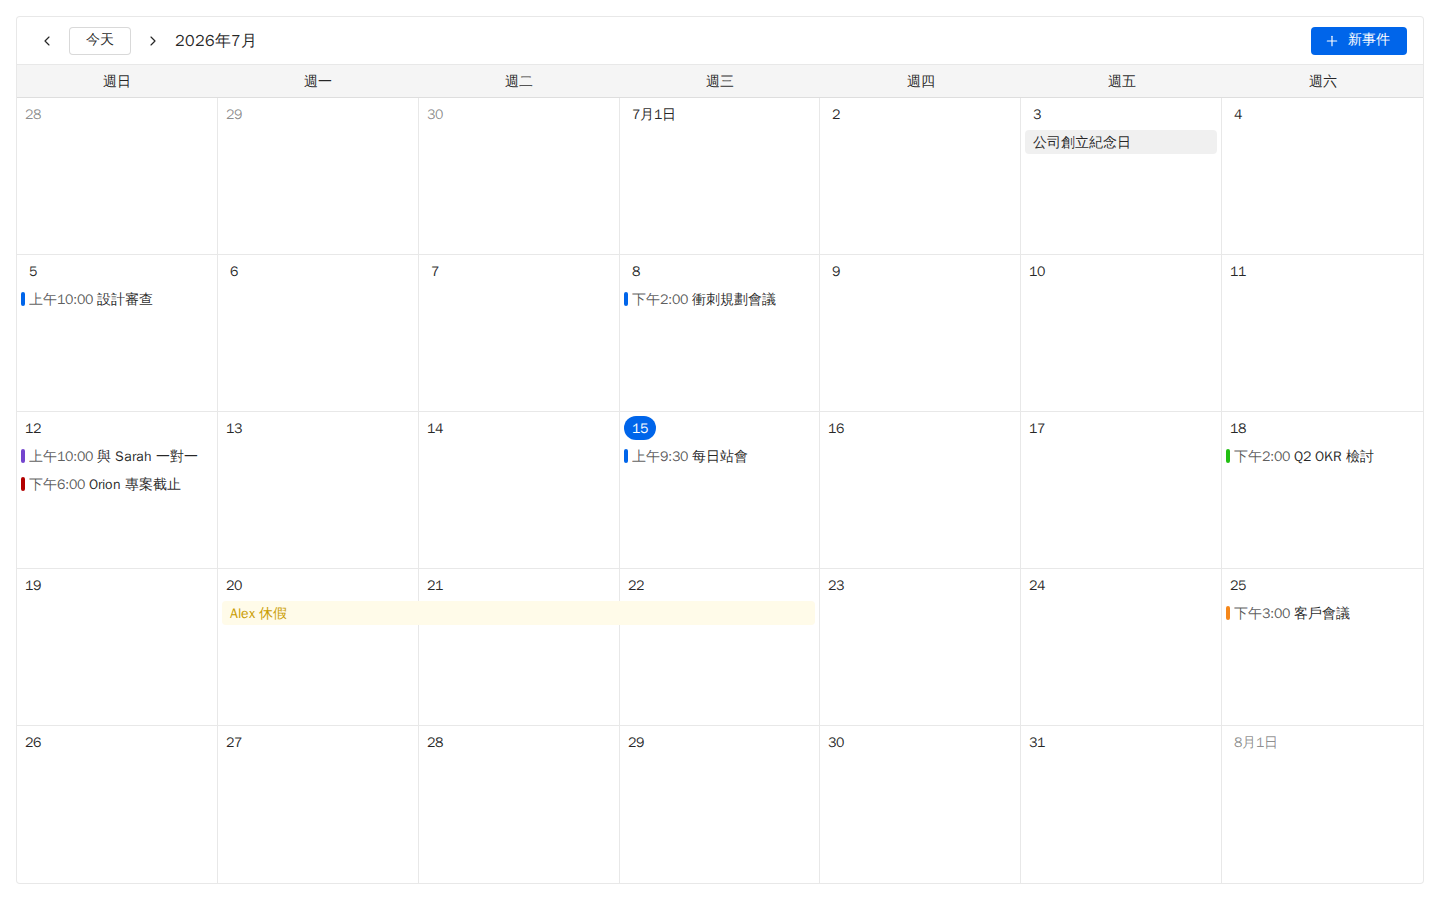 今天
2026年7月
新事件
週日 週一 週二 週三 週四 週五 週六
28 29 30 7月1日 2 3 4
公司創立紀念日
5 6 7 8 9 10 11
上午10:00 設計審查
下午2:00 衝刺規劃會議
12 13 14 15 16 17 18
上午10:00 與 Sarah 一對一
上午9:30 每日站會
下午2:00 Q2 OKR 檢討
下午6:00 Orion 專案截止
19 20 21 22 23 24 25
Alex 休假
下午3:00 客戶會議
26 27 28 29 30 31 8月1日